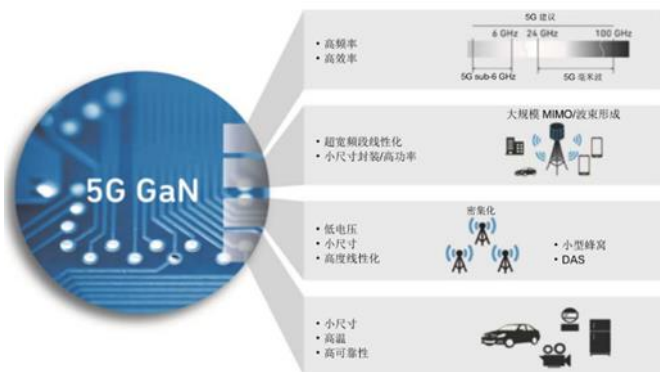 5G GaN
• 高频率
• 高效率
5G 建议
6 GHz 24 GHz 100 GHz
5G sub-6 GHz 5G 毫米波
• 超宽频段线性化
• 小尺寸封装/高功率
大规模 MIMO/波束形成
• 低电压
• 小尺寸
• 高度线性化
密集化
• 小型蜂窝
• DAS
• 小尺寸
• 高温
• 高可靠性